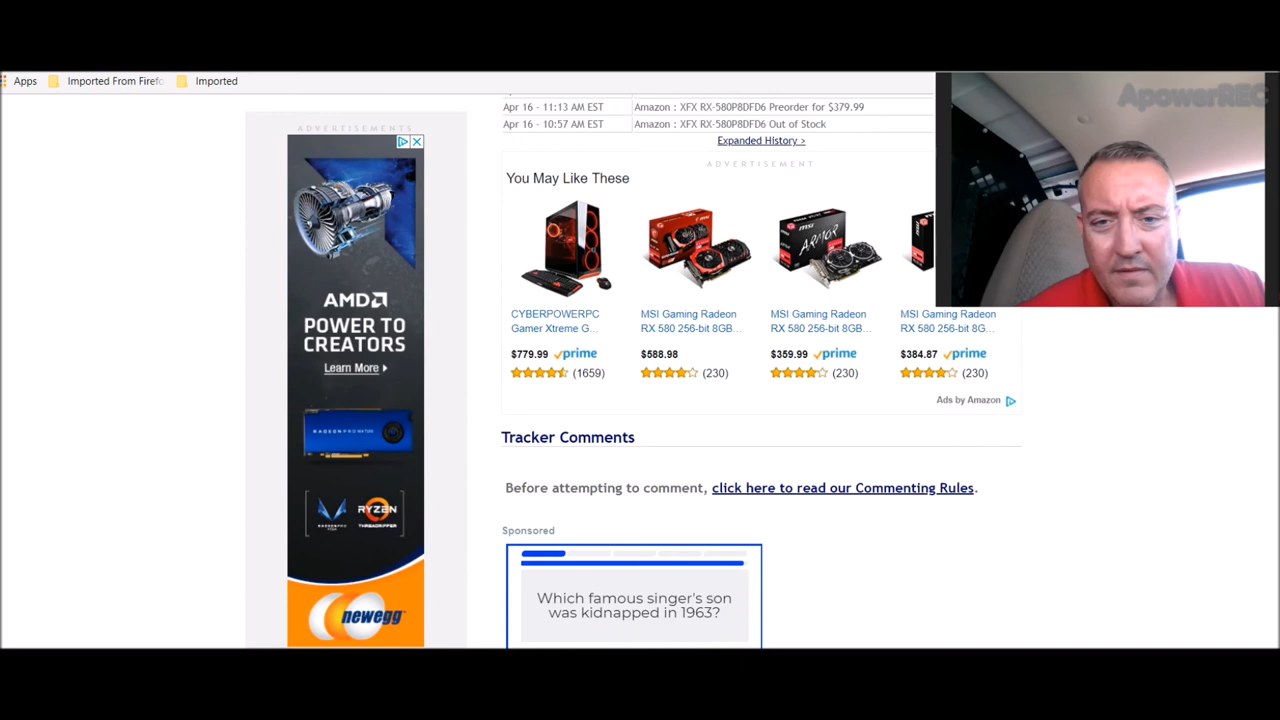 Apps
Imported From Firefo
Imported
ApowerREC
Apr 16 - 11:13 AM EST
Amazon : XFX RX-580P8DFD6 Preorder for $379.99
Apr 16 - 10:57 AM EST
Amazon : XFX RX-580P8DFD6 Out of Stock
Expanded History >
ADVERTISEMENTS
AMD
POWER TO
CREATORS
Learn More
RADEON PRO WX 7100
RYZEN
THREADRIPPER
newegg
ADVERTISEMENT
You May Like These
ARMOR
CYBERPOWERPC
Gamer Xtreme G...
$779.99 prime
(1659)
MSI Gaming Radeon
RX 580 256-bit 8GB...
$588.98
(230)
MSI Gaming Radeon
RX 580 256-bit 8GB...
$359.99 prime
(230)
MSI Gaming Radeon
RX 580 256-bit 8G...
$384.87 prime
(230)
Ads by Amazon
Tracker Comments
Before attempting to comment, click here to read our Commenting Rules.
Sponsored
Which famous singer's son
was kidnapped in 1963?